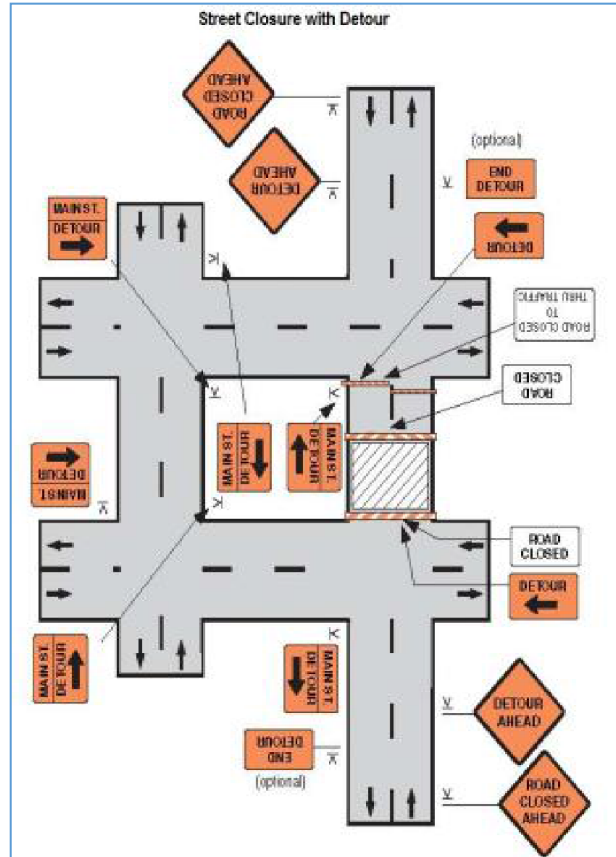 Street Closure with Detour
ROAD
CLOSED
AHEAD
DETOUR
AHEAD
(optional)
END
DETOUR
MAIN ST.
DETOUR
DETOUR
ROAD CLOSED
TO
THRU TRAFFIC
ROAD
CLOSED
MAIN ST.
DETOUR
MAIN ST.
DETOUR
MAIN ST.
DETOUR
ROAD
CLOSED
DETOUR
MAIN ST.
DETOUR
MAIN ST.
DETOUR
DETOUR
AHEAD
END
DETOUR
(optional)
ROAD
CLOSED
AHEAD